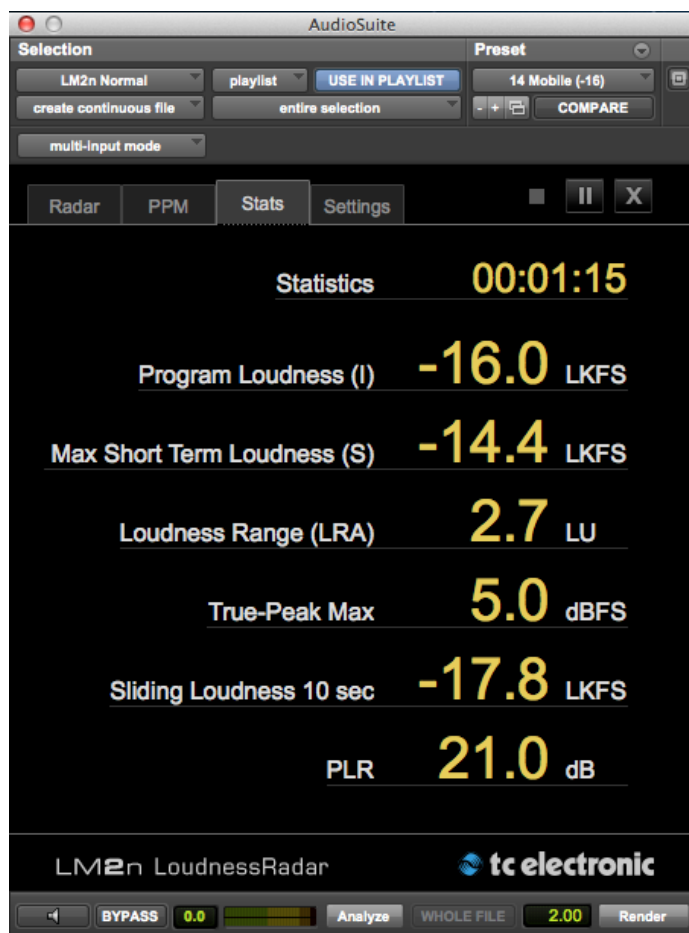 AudioSuite
Selection
Preset
LM2n Normal
playlist
USE IN PLAYLIST
14 Mobile (-16)
create continuous file
entire selection
- +
COMPARE
multi-input mode
Radar
PPM
Stats
Settings
X
Statistics 00:01:15
Program Loudness (I) -16.0 LKFS
Max Short Term Loudness (S) -14.4 LKFS
Loudness Range (LRA) 2.7 LU
True-Peak Max 5.0 dBFS
Sliding Loudness 10 sec -17.8 LKFS
PLR 21.0 dB
LM2n LoudnessRadar
tc electronic
BYPASS
0.0
Analyze
WHOLE FILE
2.00
Render